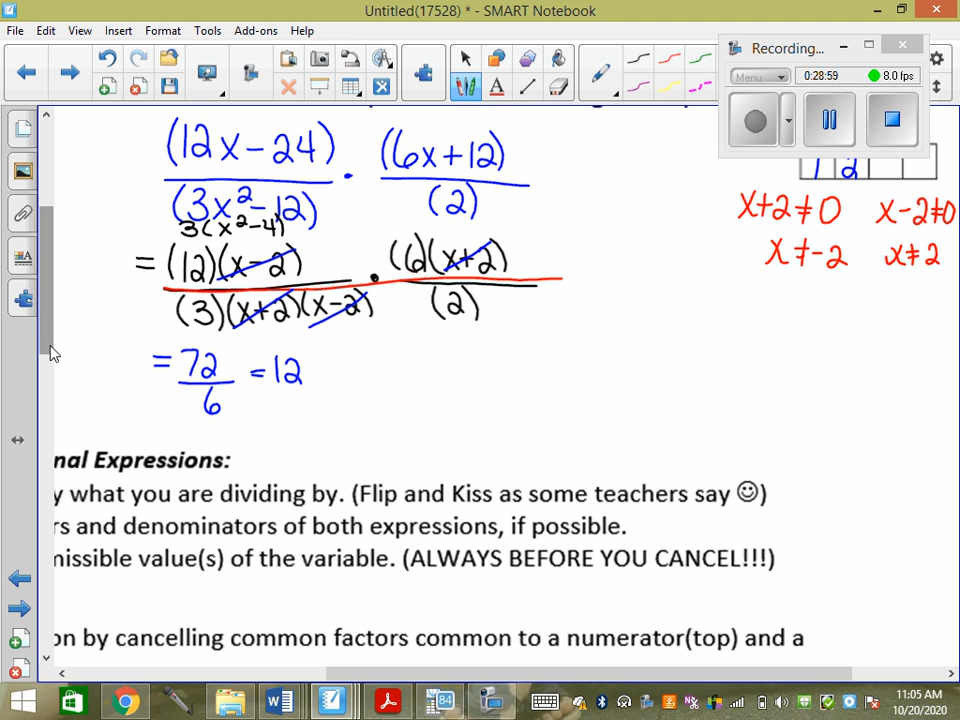 Untitled(17528) * - SMART Notebook
File Edit View Insert Format Tools Add-ons Help
Recording...
Menu 0:28:59 8.0 fps
1 2
(12x-24) / (3x²-12) · (6x+12) / (2)
3(x²-4)
x+2≠0 x-2≠0
x≠-2 x≠2
= (12)(x-2) / (3)(x+2)(x-2) · (6)(x+2) / (2)
= 72/6 = 12
nal Expressions:
y what you are dividing by. (Flip and Kiss as some teachers say ☺)
rs and denominators of both expressions, if possible.
missible value(s) of the variable. (ALWAYS BEFORE YOU CANCEL!!!)
on by cancelling common factors common to a numerator(top) and a
84
11:05 AM
10/20/2020